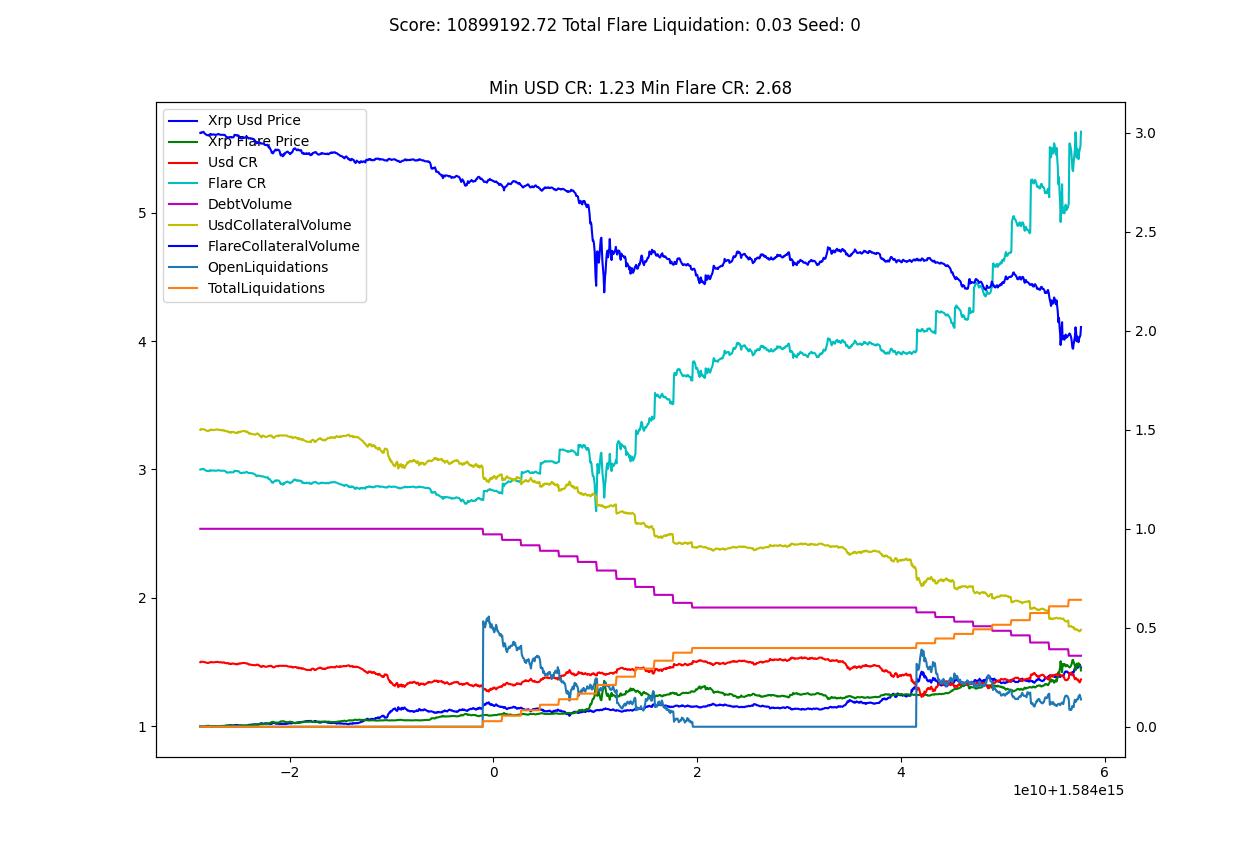 Score: 10899192.72 Total Flare Liquidation: 0.03 Seed: 0
Min USD CR: 1.23 Min Flare CR: 2.68
Xrp Usd Price
Xrp Flare Price
Usd CR
Flare CR
DebtVolume
UsdCollateralVolume
FlareCollateralVolume
OpenLiquidations
TotalLiquidations
5
4
3
2
1
3.0
2.5
2.0
1.5
1.0
0.5
0.0
−2
0
2
4
6
1e10+1.584e15